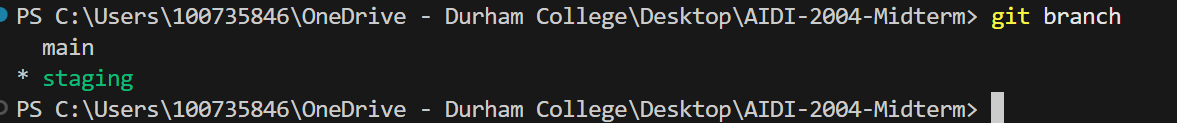 PS C:\Users\100735846\OneDrive - Durham College\Desktop\AIDI-2004-Midterm> git branch
  main
* staging
PS C:\Users\100735846\OneDrive - Durham College\Desktop\AIDI-2004-Midterm>